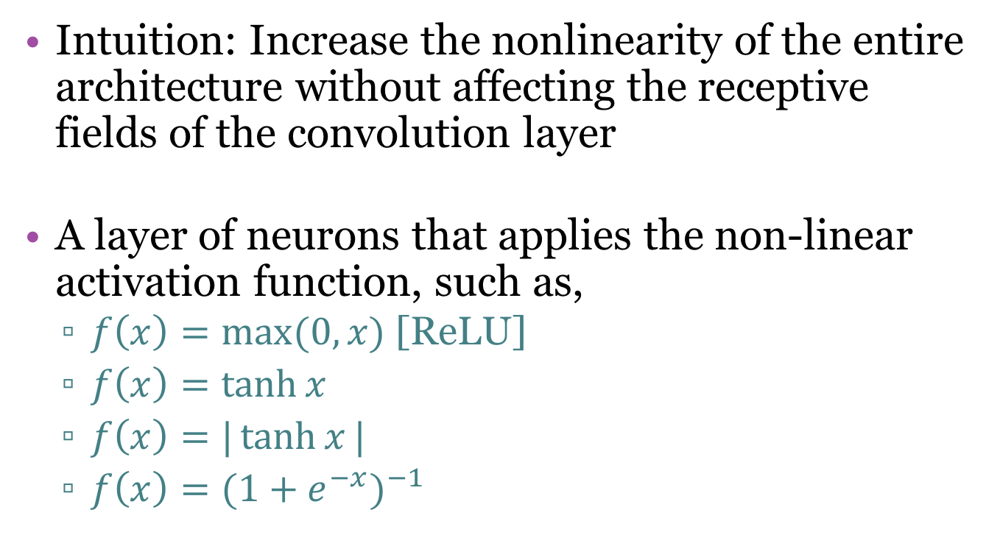 • Intuition: Increase the nonlinearity of the entire
architecture without affecting the receptive
fields of the convolution layer
• A layer of neurons that applies the non-linear
activation function, such as,
▫ f(x) = max(0, x) [ReLU]
▫ f(x) = tanh x
▫ f(x) = | tanh x |
▫ f(x) = (1 + e⁻ˣ)⁻¹